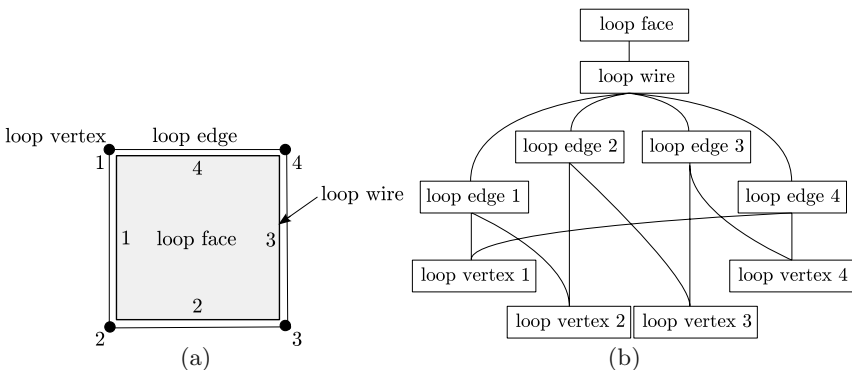 loop vertex
loop edge
1
4
4
loop wire
1
loop face
3
2
2
3
(a)
loop face
loop wire
loop edge 2
loop edge 3
loop edge 1
loop edge 4
loop vertex 1
loop vertex 4
loop vertex 2
loop vertex 3
(b)